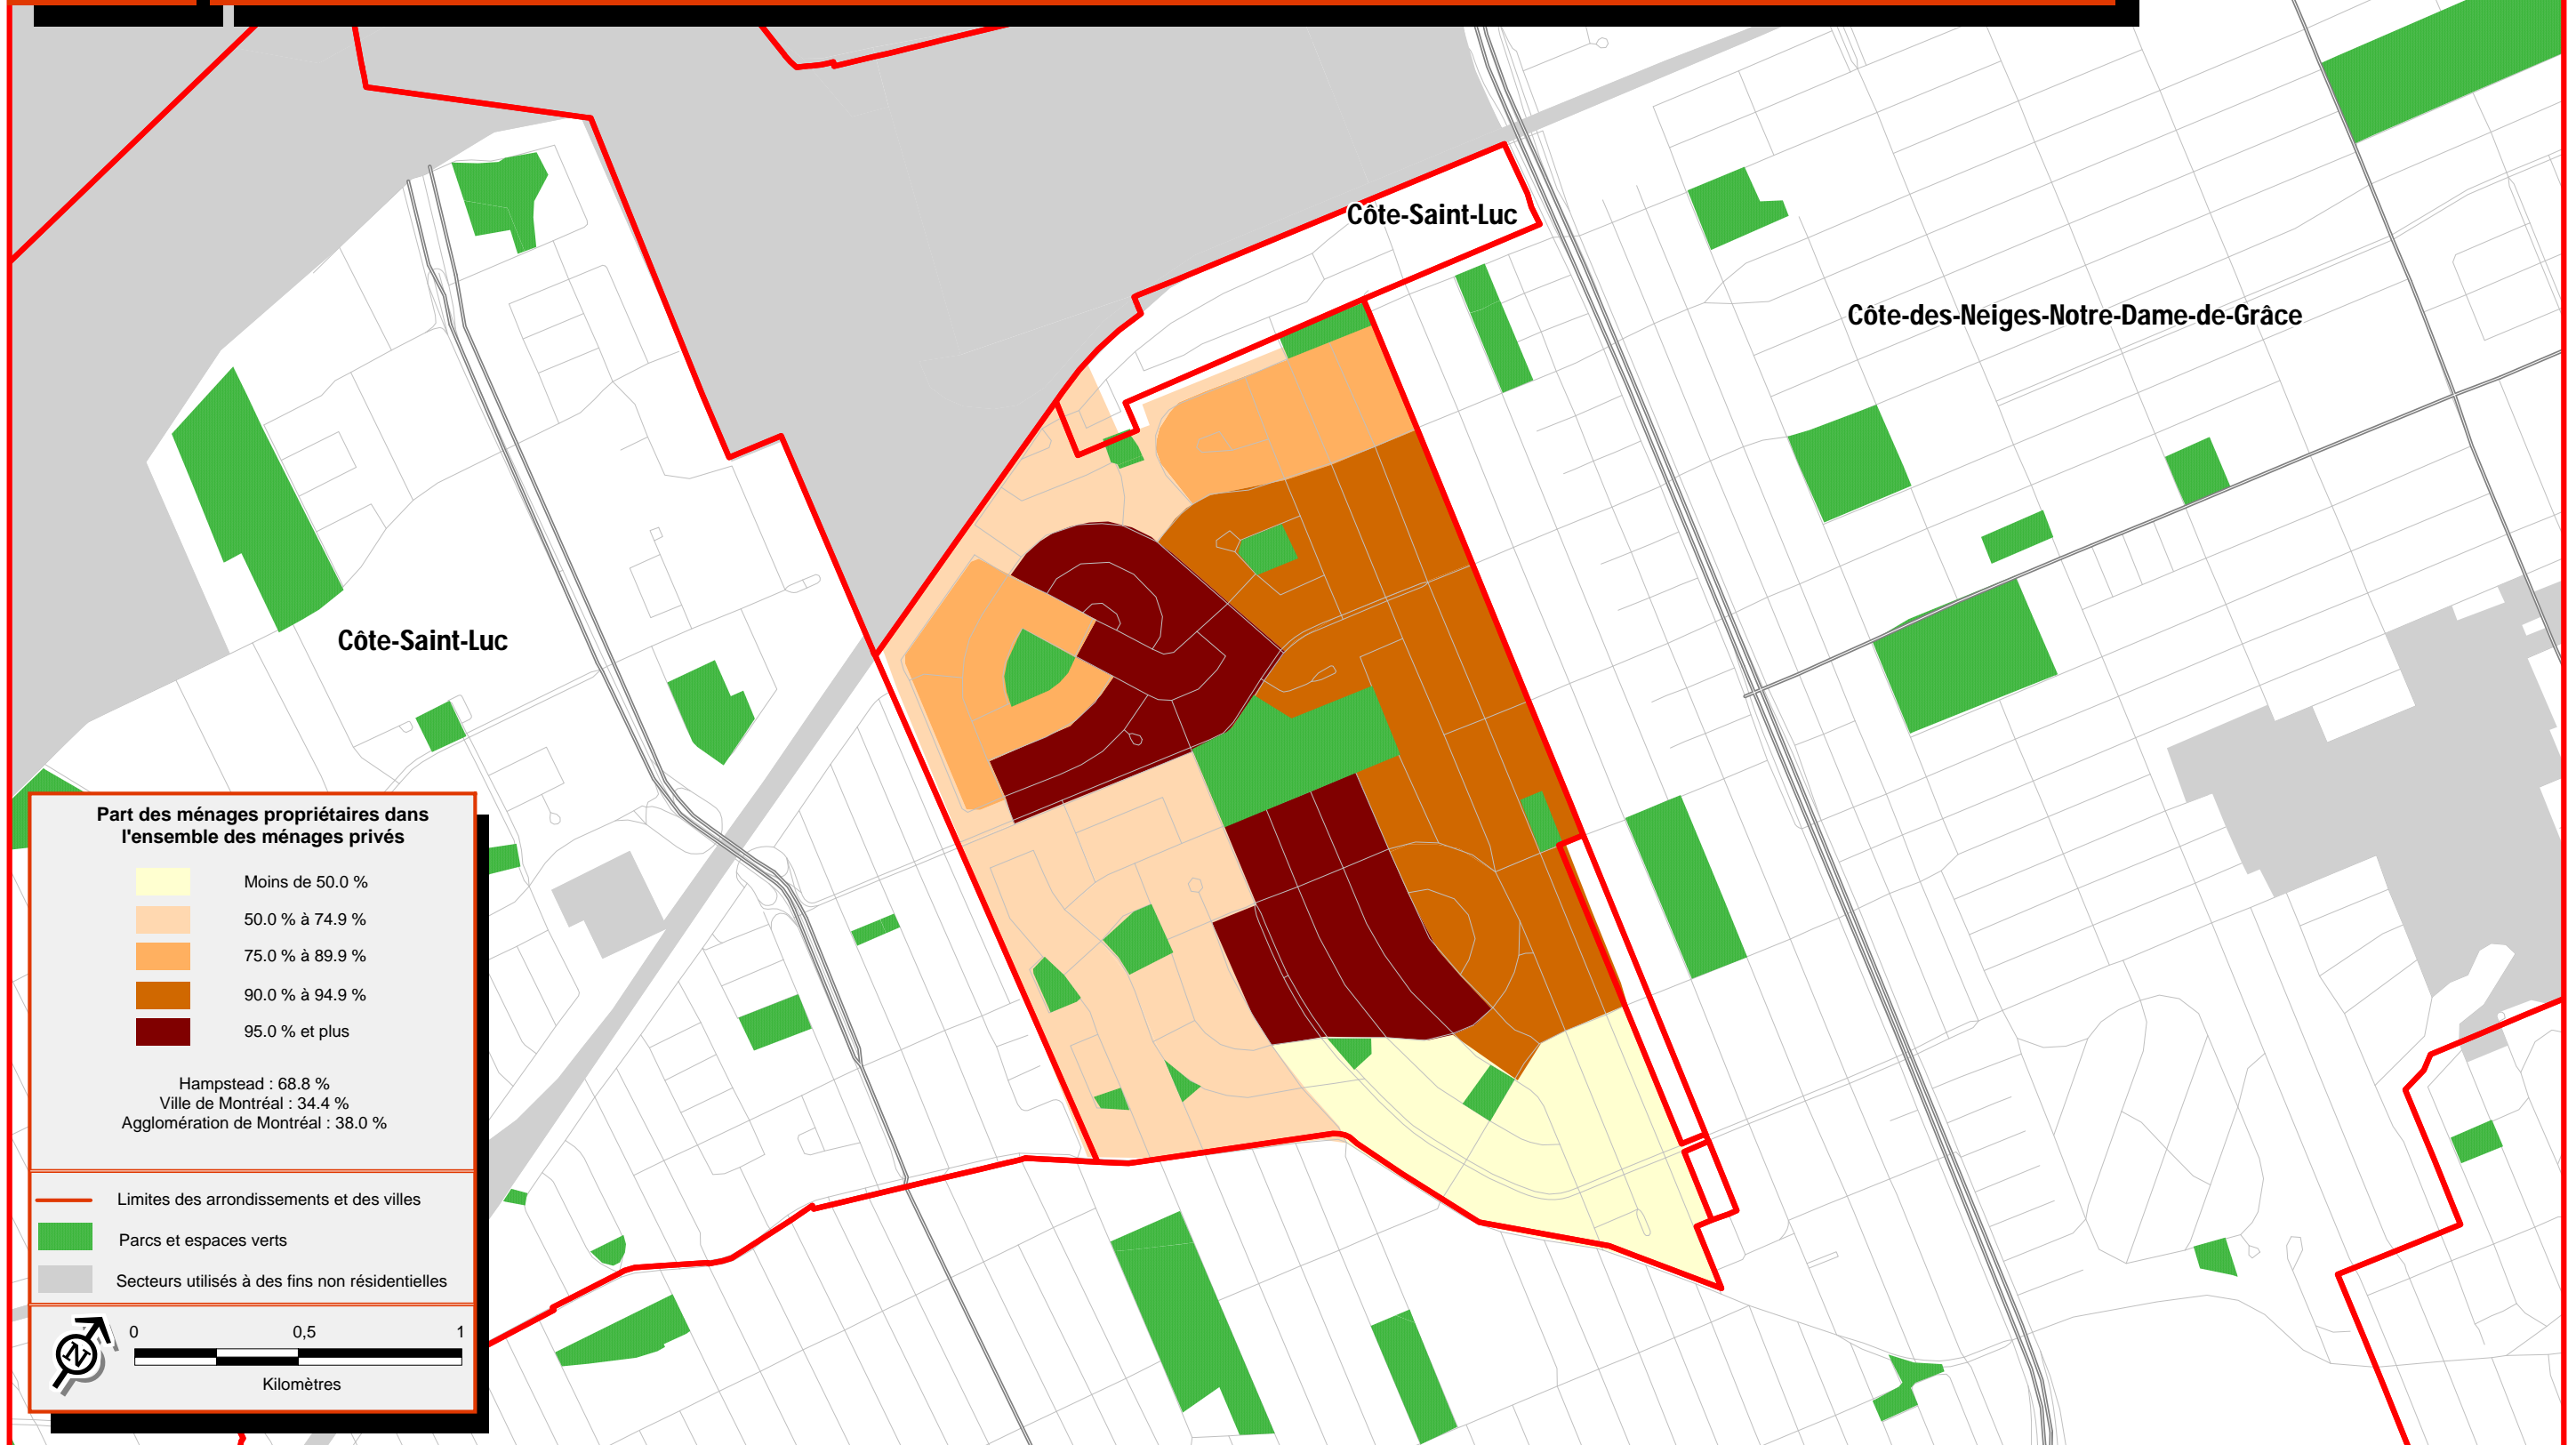 Côte-Saint-Luc
Côte-des-Neiges-Notre-Dame-de-Grâce
Côte-Saint-Luc
Part des ménages propriétaires dans
l'ensemble des ménages privés
Moins de 50.0 %
50.0 % à 74.9 %
75.0 % à 89.9 %
90.0 % à 94.9 %
95.0 % et plus
Hampstead : 68.8 %
Ville de Montréal : 34.4 %
Agglomération de Montréal : 38.0 %
Limites des arrondissements et des villes
Parcs et espaces verts
Secteurs utilisés à des fins non résidentielles
N
0 0,5 1
Kilomètres